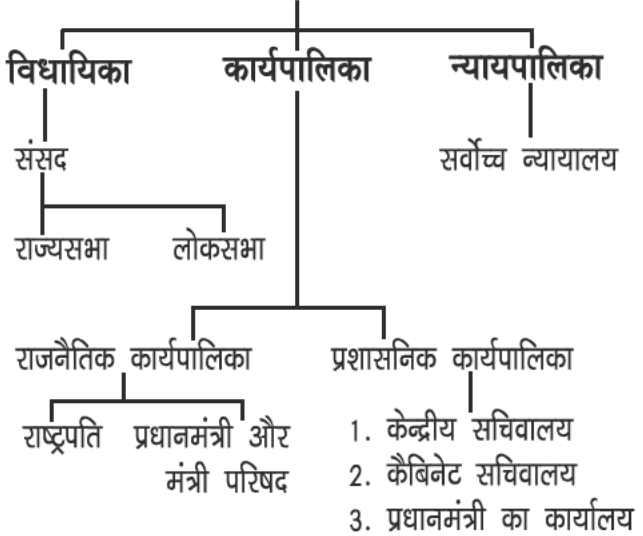 विधायिका
कार्यपालिका
न्यायपालिका
संसद
सर्वोच्च न्यायालय
राज्यसभा
लोकसभा
राजनैतिक कार्यपालिका
प्रशासनिक कार्यपालिका
राष्ट्रपति
प्रधानमंत्री और
मंत्री परिषद
1. केन्द्रीय सचिवालय
2. कैबिनेट सचिवालय
3. प्रधानमंत्री का कार्यालय